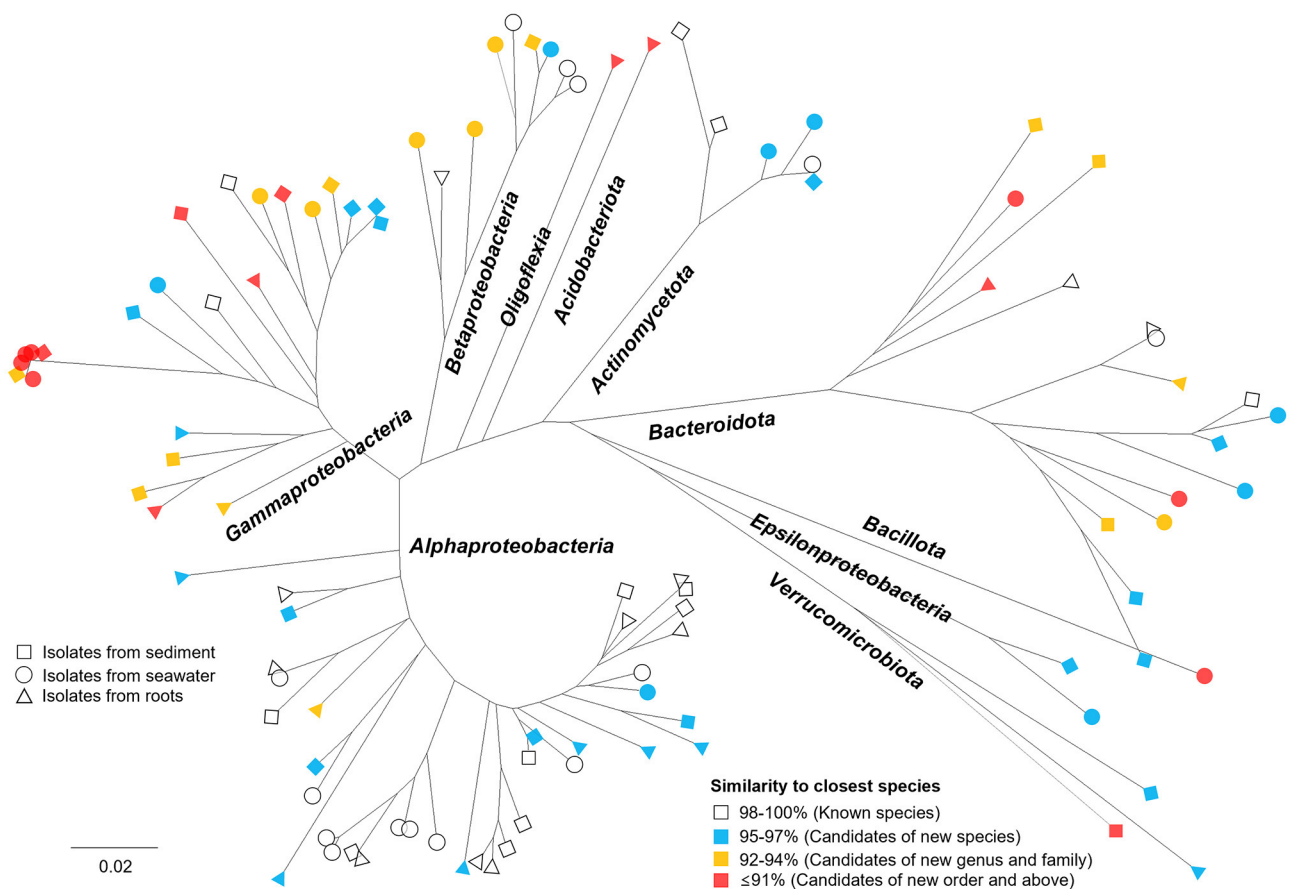 Betaproteobacteria
Oligoflexia
Acidobacteriota
Actinomycetota
Bacteroidota
Gammaproteobacteria
Alphaproteobacteria
Bacillota
Epsilonproteobacteria
Verrucomicrobiota
Isolates from sediment
Isolates from seawater
Isolates from roots
0.02
Similarity to closest species
98-100% (Known species)
95-97% (Candidates of new species)
92-94% (Candidates of new genus and family)
≤91% (Candidates of new order and above)